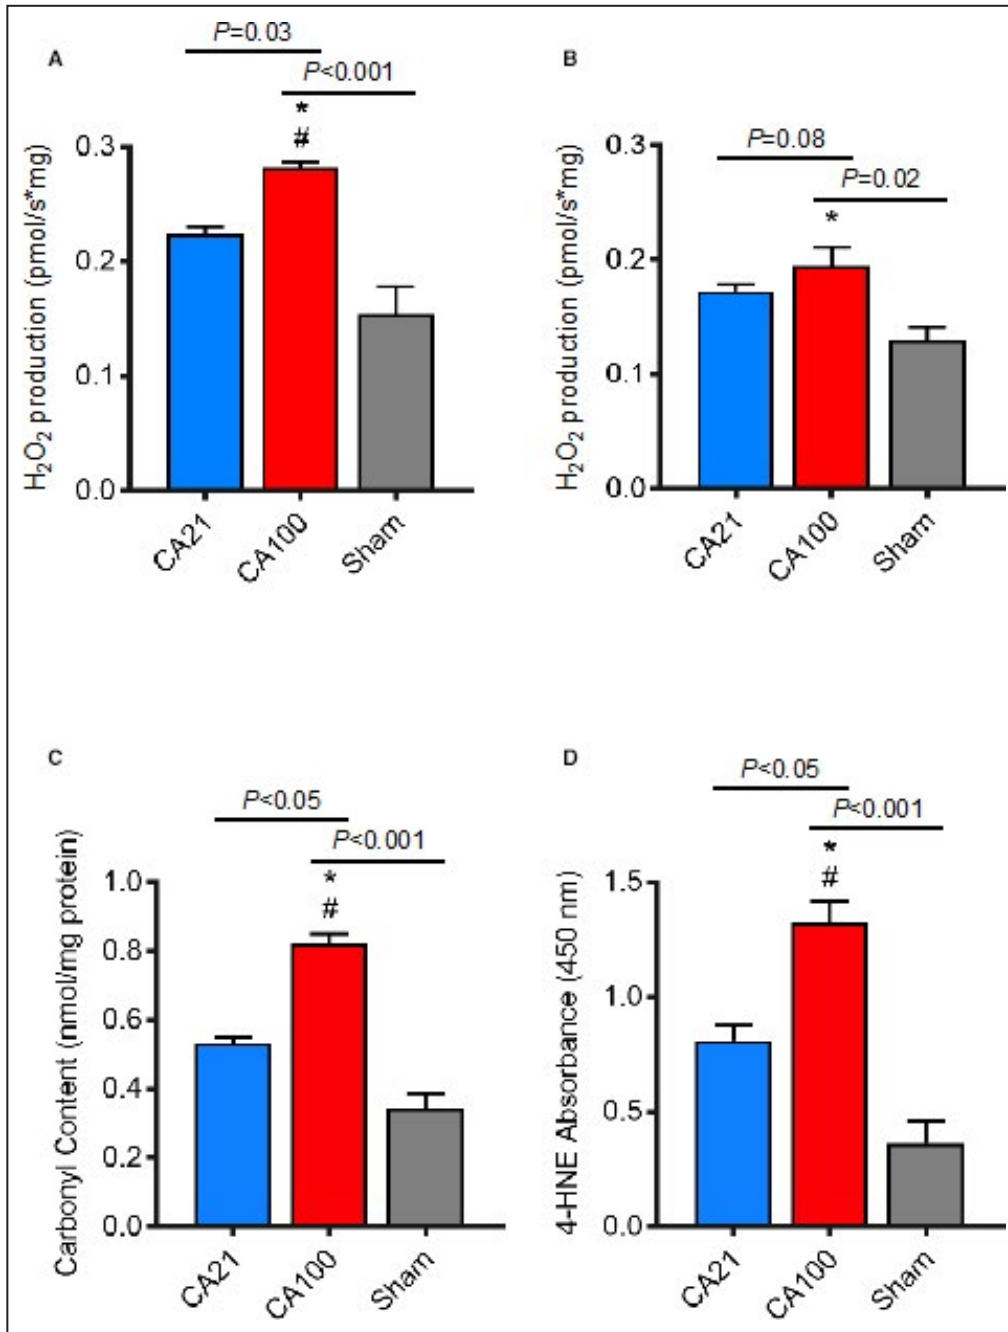 A
P=0.03
P<0.001
*
#
H₂O₂ production (pmol/s*mg)
0.3
0.2
0.1
0.0
CA21
CA100
Sham
B
P=0.08
P=0.02
*
H₂O₂ production (pmol/s*mg)
0.3
0.2
0.1
0.0
CA21
CA100
Sham
C
P<0.05
P<0.001
*
#
Carbonyl Content (nmol/mg protein)
1.0
0.8
0.6
0.4
0.2
0.0
CA21
CA100
Sham
D
P<0.05
P<0.001
*
#
4-HNE Absorbance (450 nm)
1.5
1.0
0.5
0.0
CA21
CA100
Sham